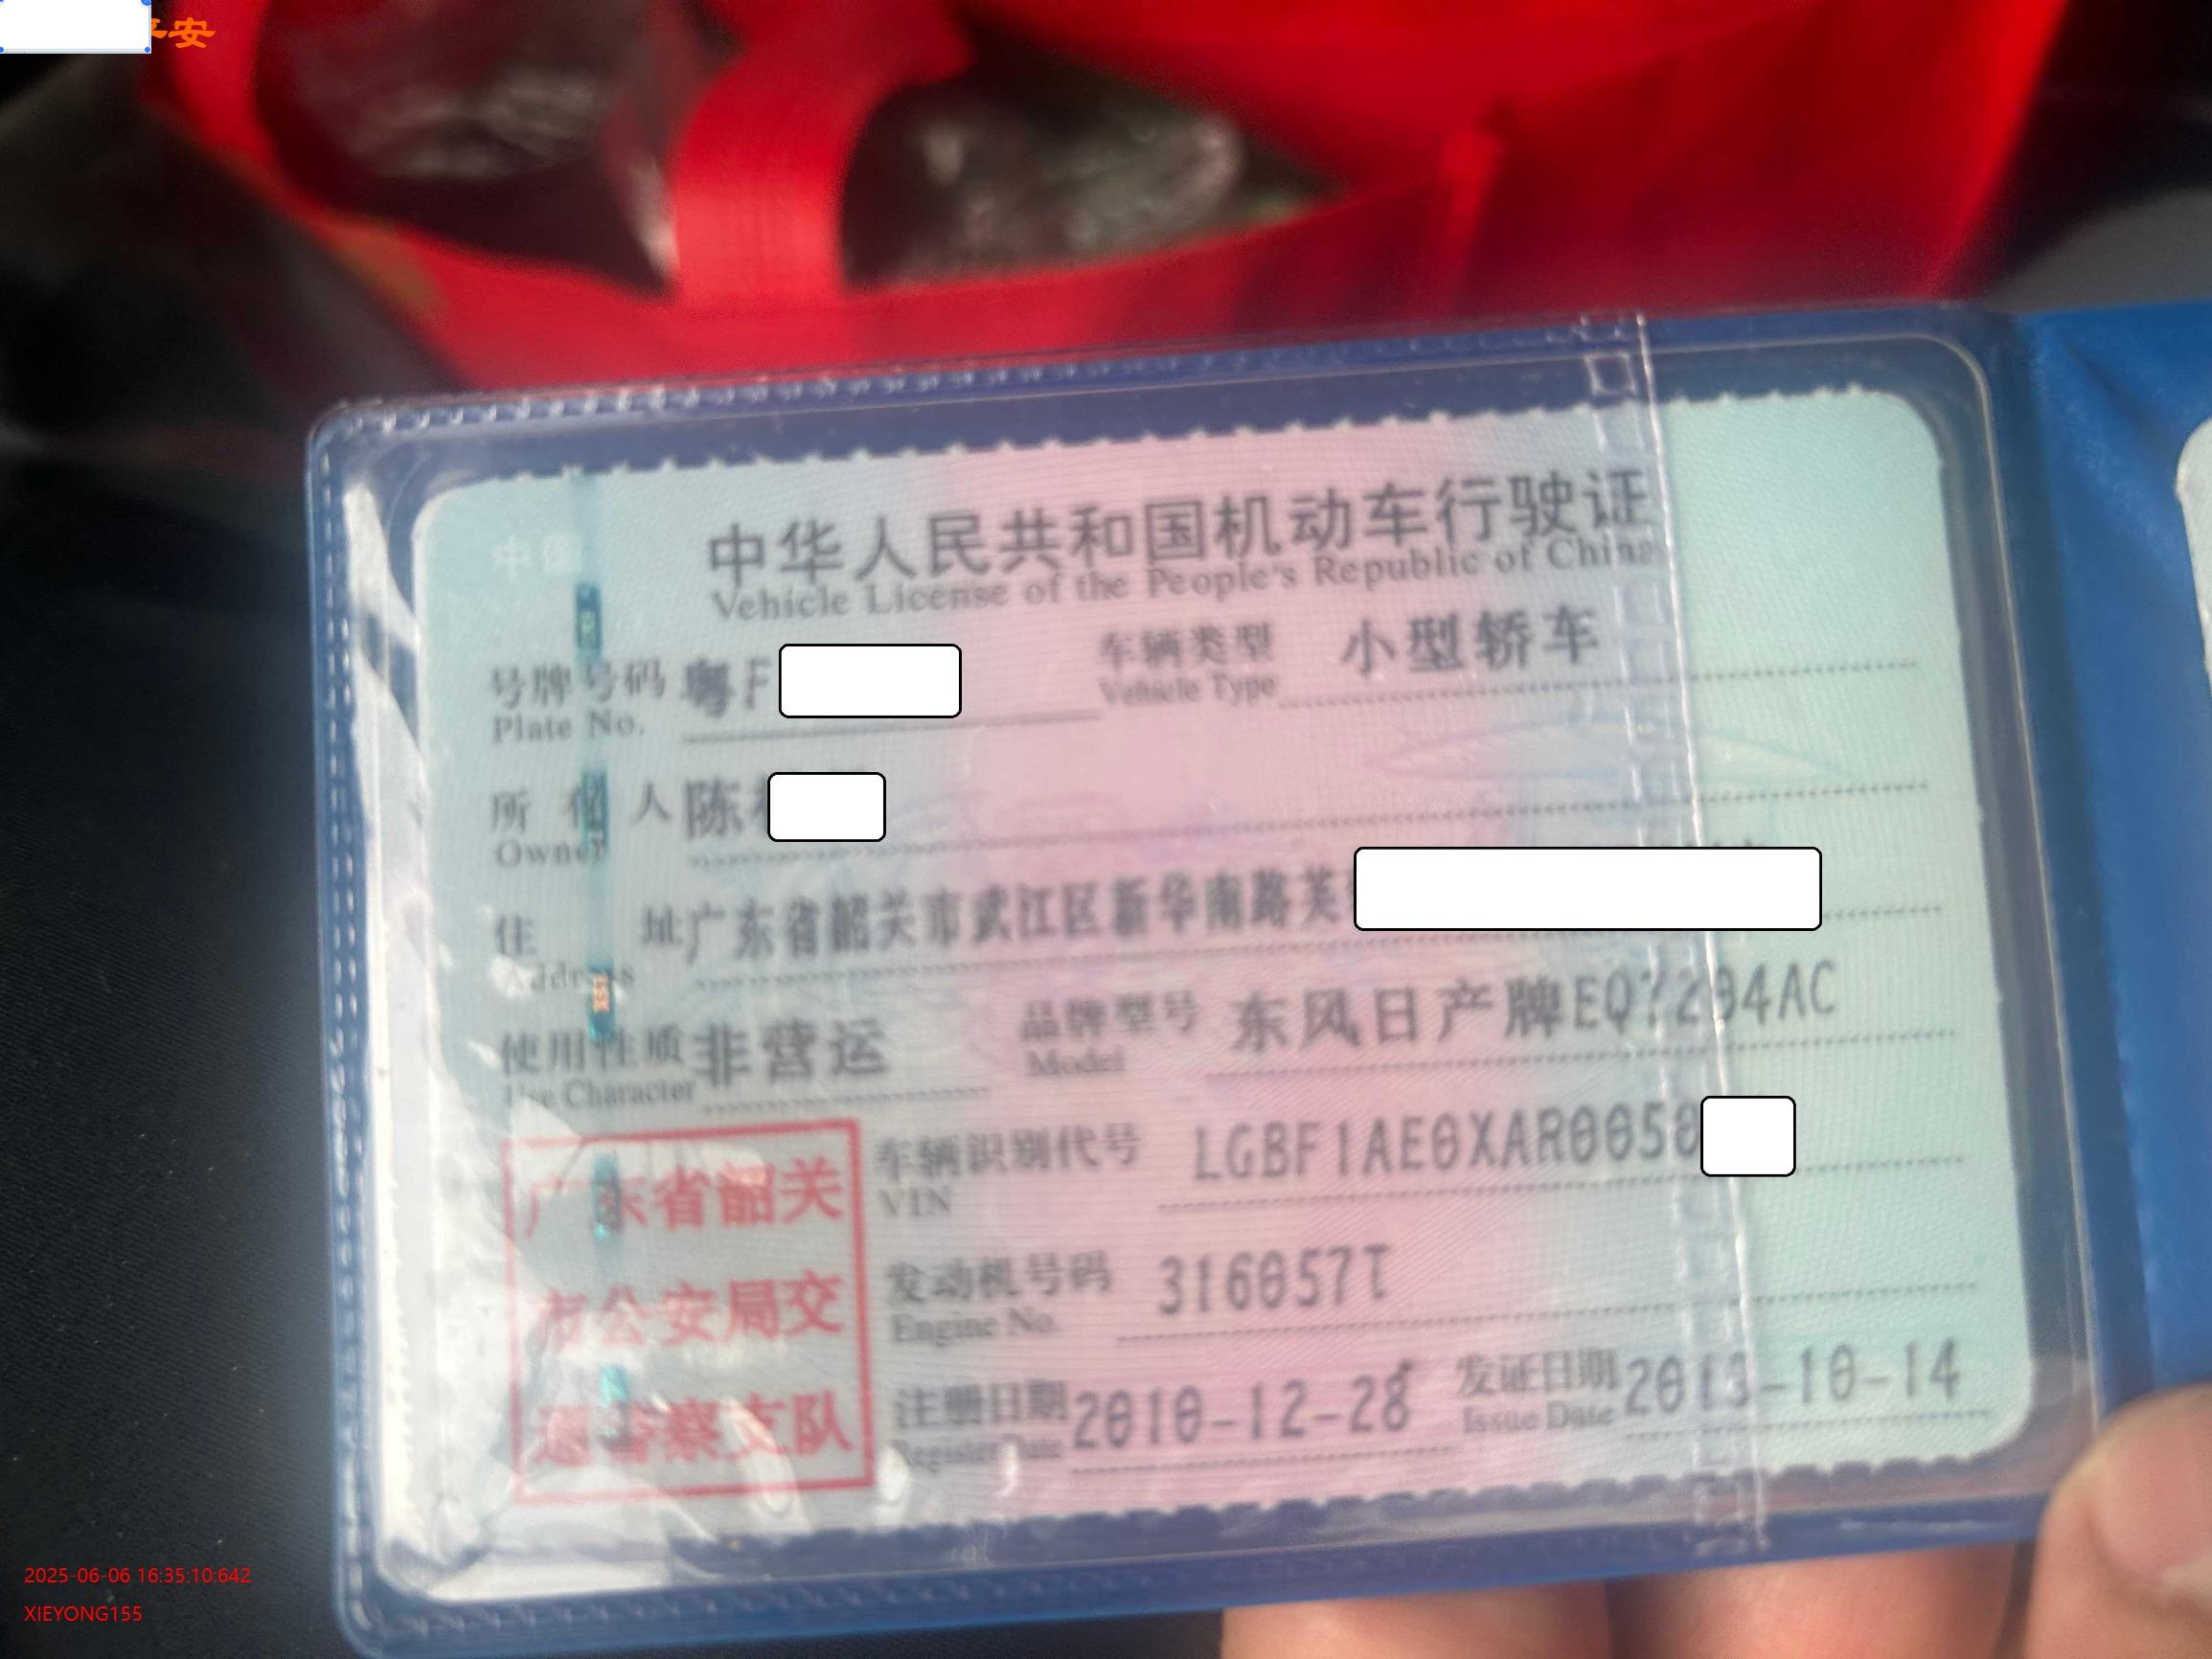 安
中华人民共和国机动车行驶证
Vehicle License of the People's Republic of China
号牌号码 粤F 车辆类型 小型轿车
Plate No. Vehicle Type
所有人 陈
Owner
住址 广东省韶关市武江区新华南路芙
Address
使用性质 非营运 品牌型号 东风日产牌EQ7204AC
Use Character Model
车辆识别代号 LGBF1AE0XAR0050
VIN
发动机号码 316057T
Engine No.
注册日期 2010-12-28 发证日期 2013-10-14
Register Date Issue Date
广东省韶关
市公安局交
通警察支队
2025-06-06 16:35:10:642
XIEYONG155